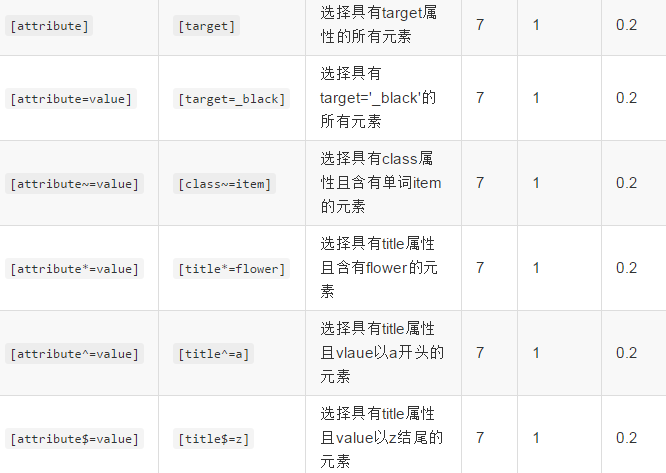 [attribute] [target] 选择具有target属 7 1 0.2
性的所有元素
[attribute=value] [target=_black] 选择具有 7 1 0.2
target='_black'的
所有元素
[attribute~=value] [class~=item] 选择具有class属 7 1 0.2
性且含有单词item
的元素
[attribute*=value] [title*=flower] 选择具有title属性 7 1 0.2
且含有flower的元
素
[attribute^=value] [title^=a] 选择具有title属性 7 1 0.2
且vlaue以a开头的
元素
[attribute$=value] [title$=z] 选择具有title属性 7 1 0.2
且value以z结尾的
元素